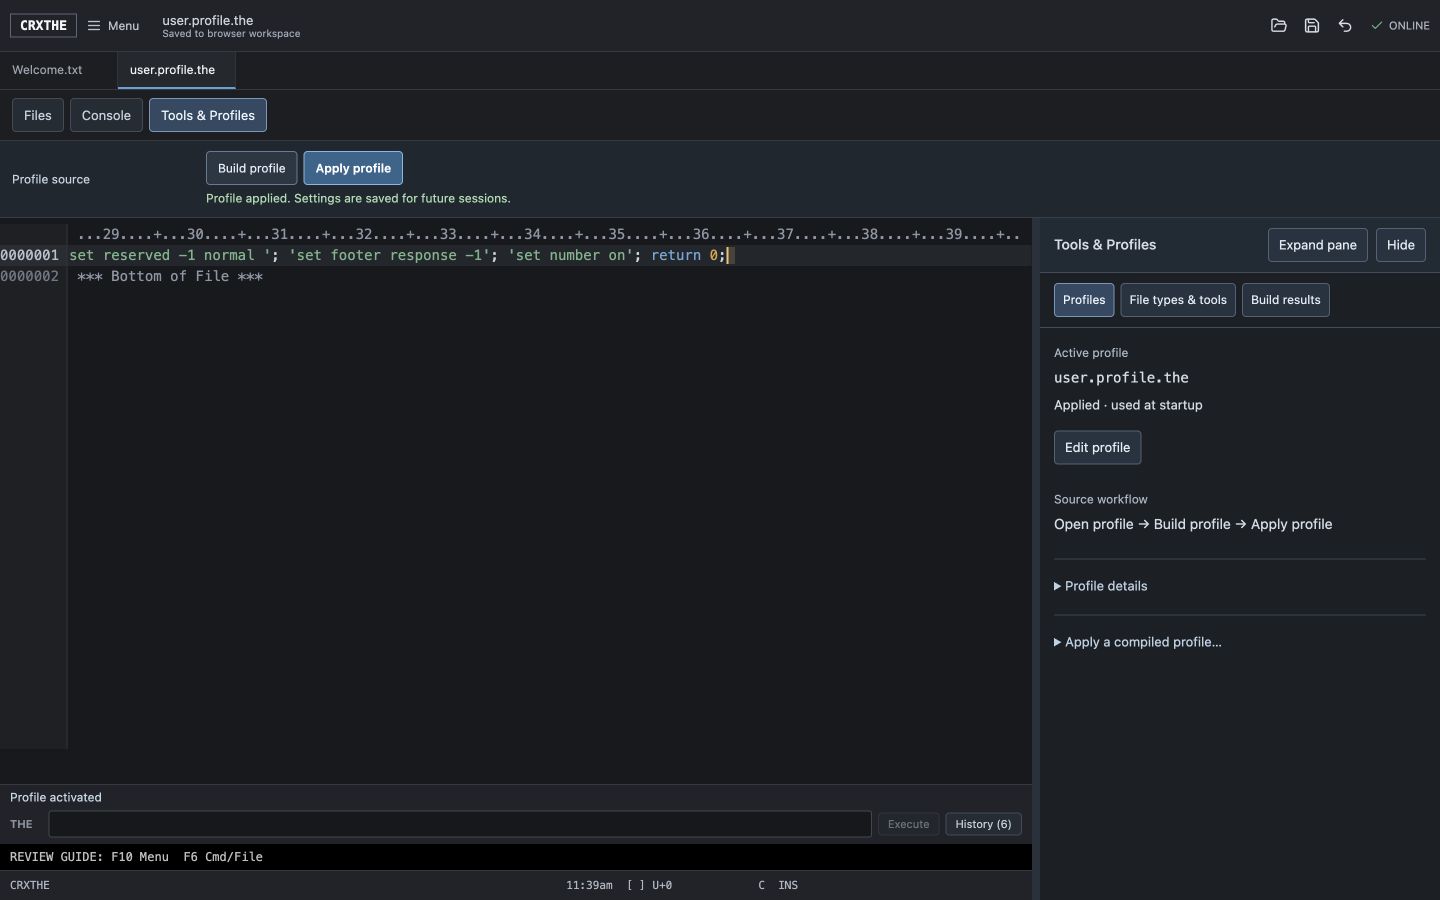 CRXTHE
Menu
user.profile.the
Saved to browser workspace
ONLINE
Welcome.txt
user.profile.the
Files
Console
Tools & Profiles
Profile source
Build profile
Apply profile
Profile applied. Settings are saved for future sessions.
...29....+...30....+...31....+...32....+...33....+...34....+...35....+...36....+...37....+...38....+...39....+..
0000001 set reserved -1 normal '; 'set footer response -1'; 'set number on'; return 0;
0000002 *** Bottom of File ***
Tools & Profiles
Expand pane
Hide
Profiles
File types & tools
Build results
Active profile
user.profile.the
Applied · used at startup
Edit profile
Source workflow
Open profile → Build profile → Apply profile
▶ Profile details
▶ Apply a compiled profile...
Profile activated
THE
Execute
History (6)
REVIEW GUIDE: F10 Menu  F6 Cmd/File
CRXTHE
11:39am  [ ] U+0
C  INS